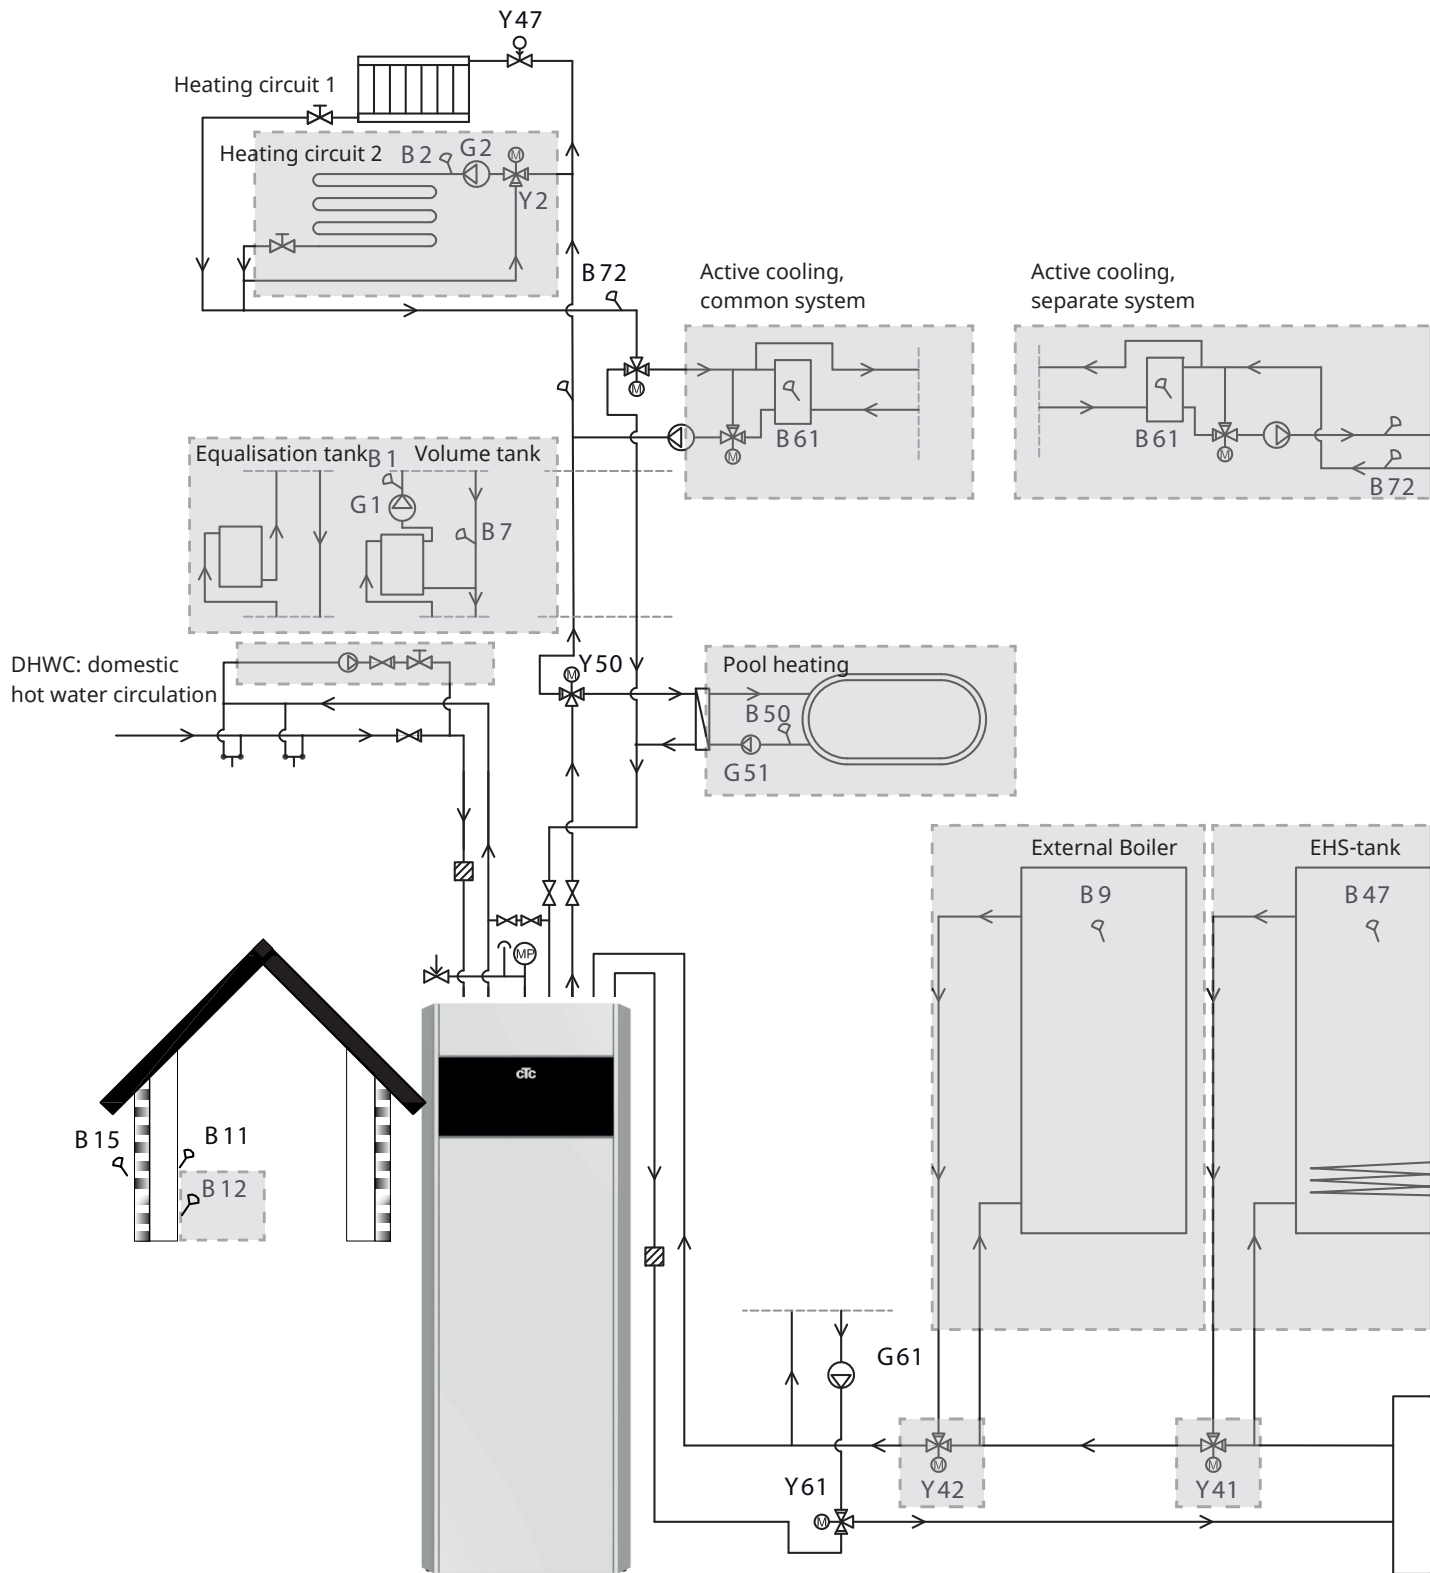 Y47
Heating circuit 1
Heating circuit 2
B2
G2
M
Y2
B72
Active cooling,
common system
Active cooling,
separate system
M
B61
M
B61
M
B72
Equalisation tank
B1
Volume tank
G1
B7
DHWC: domestic
hot water circulation
M
Y50
Pool heating
B50
G51
External Boiler
EHS-tank
B9
B47
MP
CTC
B15
B11
B12
G61
Y61
M
M
Y42
M
Y41